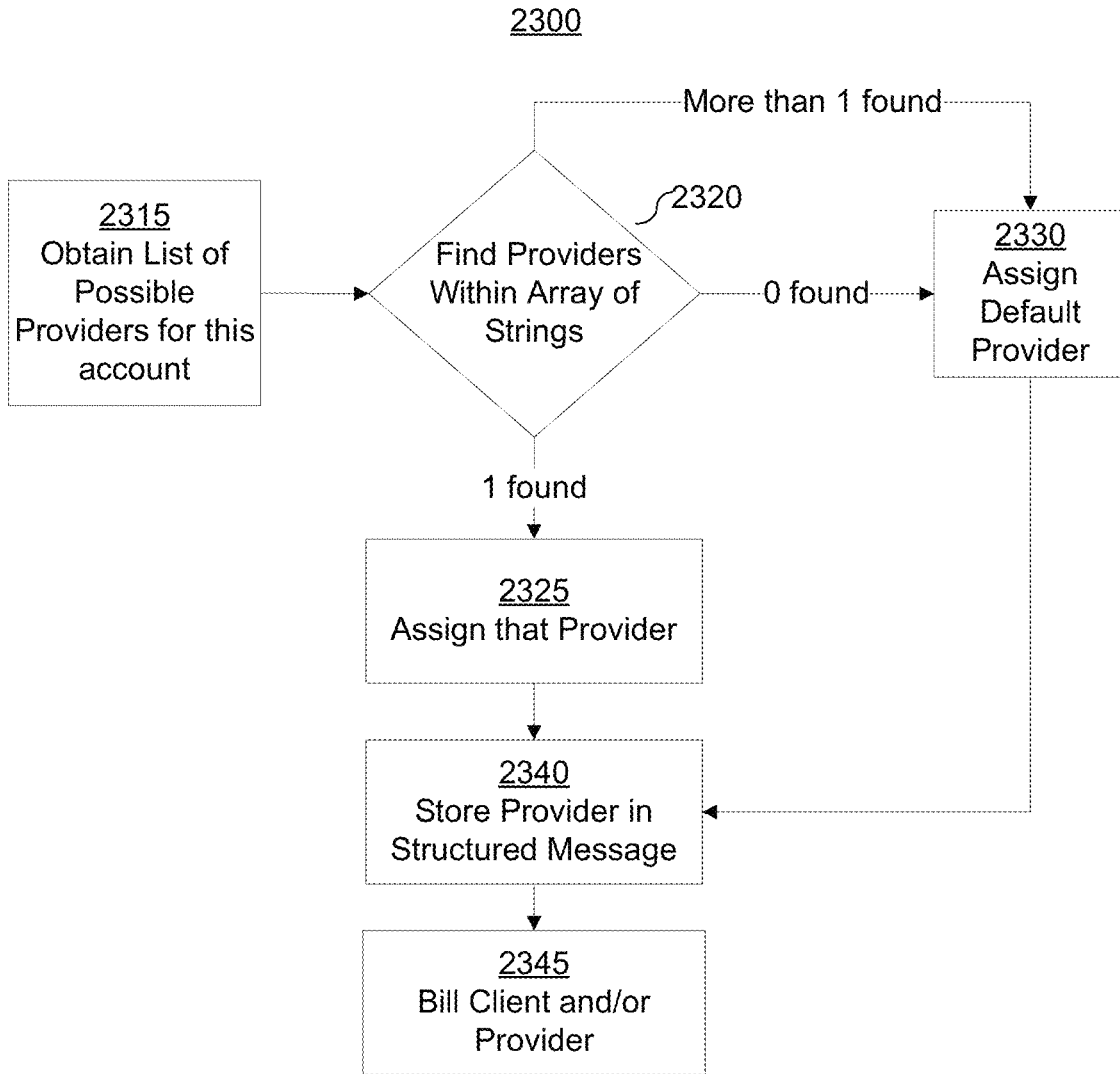 2300
More than 1 found
2315
Obtain List of
Possible
Providers for this
account
2320
Find Providers
Within Array of
Strings
0 found
2330
Assign
Default
Provider
1 found
2325
Assign that Provider
2340
Store Provider in
Structured Message
2345
Bill Client and/or
Provider